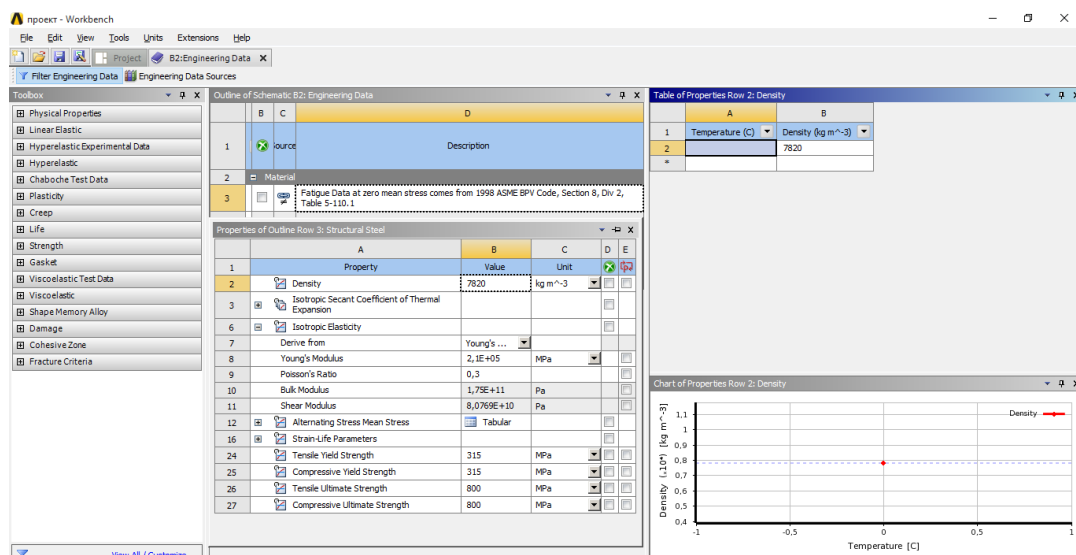 проект - Workbench
File Edit View Tools Units Extensions Help
Project B2:Engineering Data
Filter Engineering Data Engineering Data Sources
Toolbox
Physical Properties
Linear Elastic
Hyperelastic Experimental Data
Hyperelastic
Chaboche Test Data
Plasticity
Creep
Life
Strength
Gasket
Viscoelastic Test Data
Viscoelastic
Shape Memory Alloy
Damage
Cohesive Zone
Fracture Criteria
View All / Customize
Outline of Schematic B2: Engineering Data
B C D
1 ource Description
2 Material
3 Fatigue Data at zero mean stress comes from 1998 ASME BPV Code, Section 8, Div 2,
Table 5-110.1
Properties of Outline Row 3: Structural Steel
A B C D E
1 Property Value Unit
2 Density 7820 kg m^-3
3 Isotropic Secant Coefficient of Thermal
Expansion
6 Isotropic Elasticity
7 Derive from Young's ...
8 Young's Modulus 2,1E+05 MPa
9 Poisson's Ratio 0,3
10 Bulk Modulus 1,75E+11 Pa
11 Shear Modulus 8,0769E+10 Pa
12 Alternating Stress Mean Stress Tabular
16 Strain-Life Parameters
24 Tensile Yield Strength 315 MPa
25 Compressive Yield Strength 315 MPa
26 Tensile Ultimate Strength 800 MPa
27 Compressive Ultimate Strength 800 MPa
Table of Properties Row 2: Density
A B
1 Temperature (C) Density (kg m^-3)
2 7820
*
Chart of Properties Row 2: Density
Density (.10⁴) [kg m^-3]
1,1
1
0,9
0,8
0,7
0,6
0,5
0,4
Density
-1 -0,5 0 0,5 1
Temperature [C]